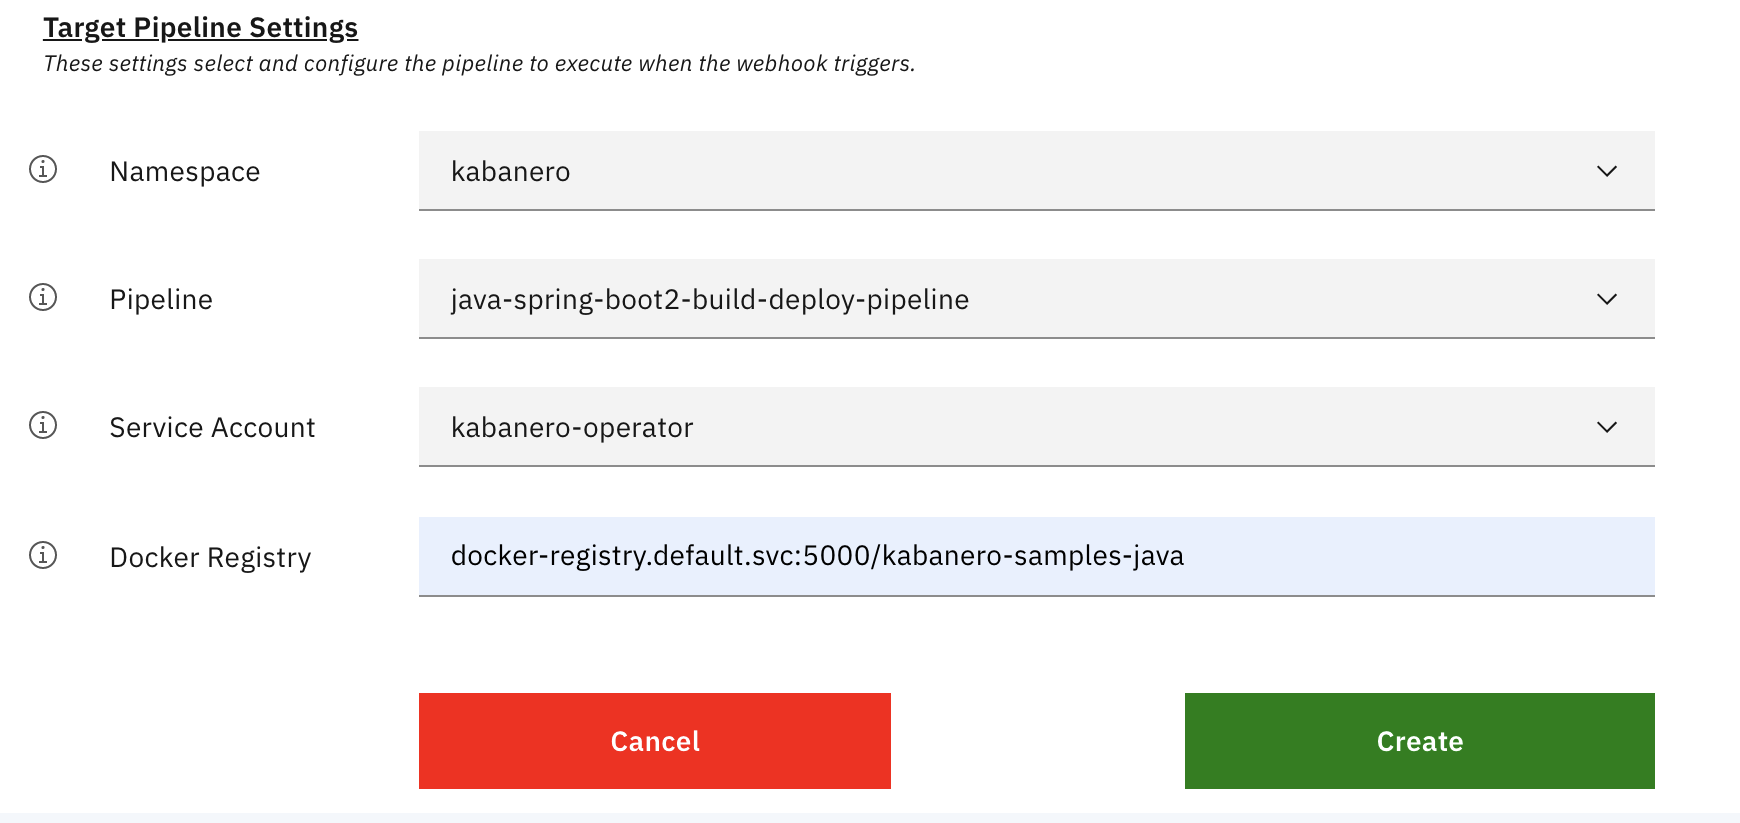 Target Pipeline Settings
These settings select and configure the pipeline to execute when the webhook triggers.
Namespace
kabanero
Pipeline
java-spring-boot2-build-deploy-pipeline
Service Account
kabanero-operator
Docker Registry
docker-registry.default.svc:5000/kabanero-samples-java
Cancel
Create